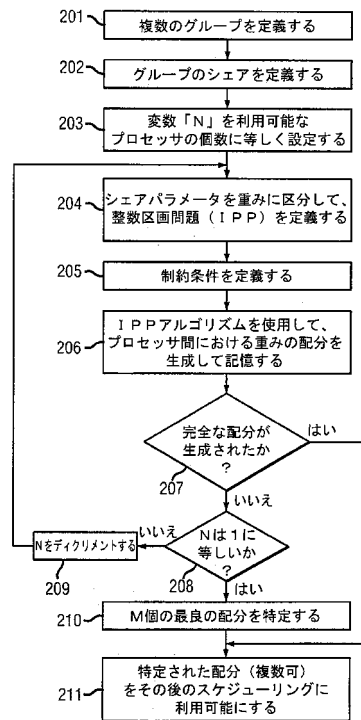 201
複数のグループを定義する
202
グループのシェアを定義する
203
変数「N」を利用可能な
プロセッサの個数に等しく設定する
204
シェアパラメータを重みに区分して、
整数区画問題（IPP）を定義する
205
制約条件を定義する
206
IPPアルゴリズムを使用して、
プロセッサ間における重みの配分を
生成して記憶する
完全な配分が
生成されたか
?
はい
207
いいえ
Nは1に
等しいか
?
いいえ
Nをディクリメントする
209
208
はい
210
M個の最良の配分を特定する
211
特定された配分（複数可）
をその後のスケジューリングに
利用可能にする